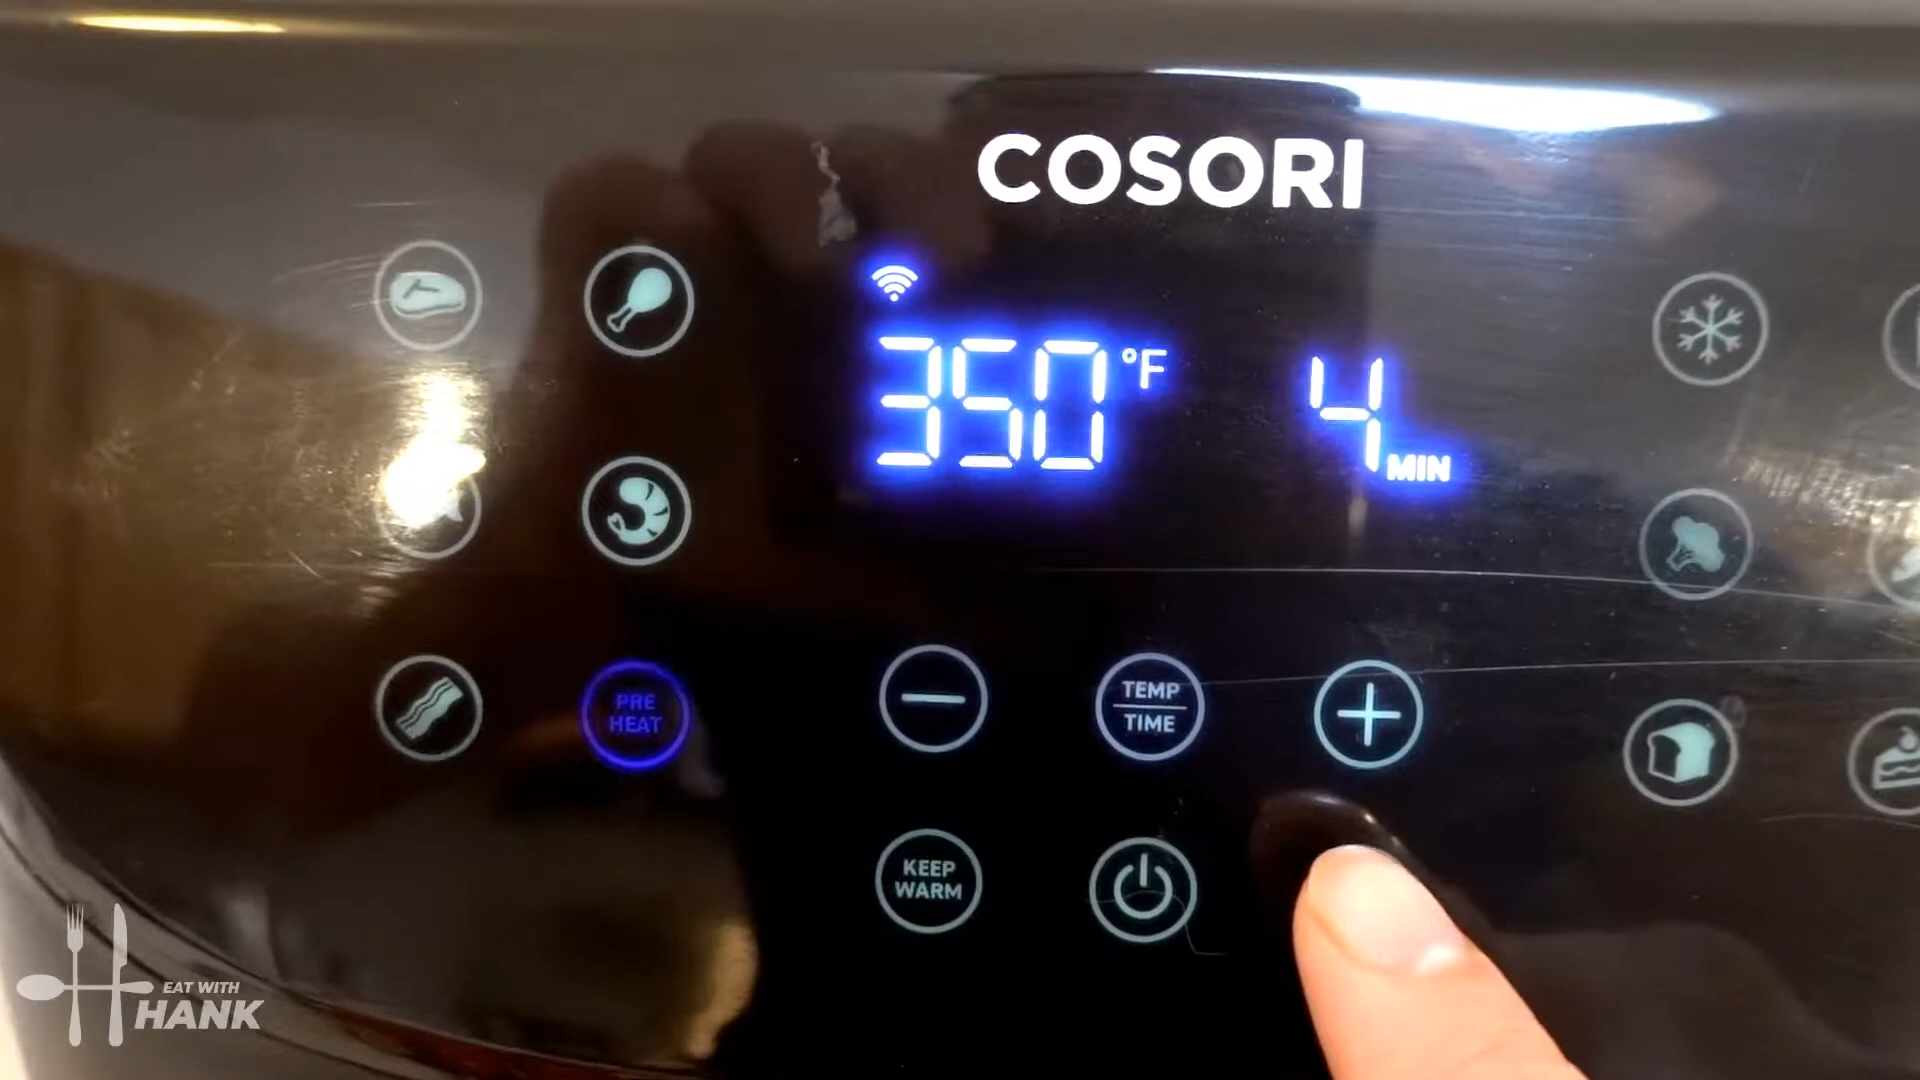 COSORI
350 °F 4 MIN
PRE
HEAT
TEMP
TIME
KEEP
WARM
EAT WITH
HANK